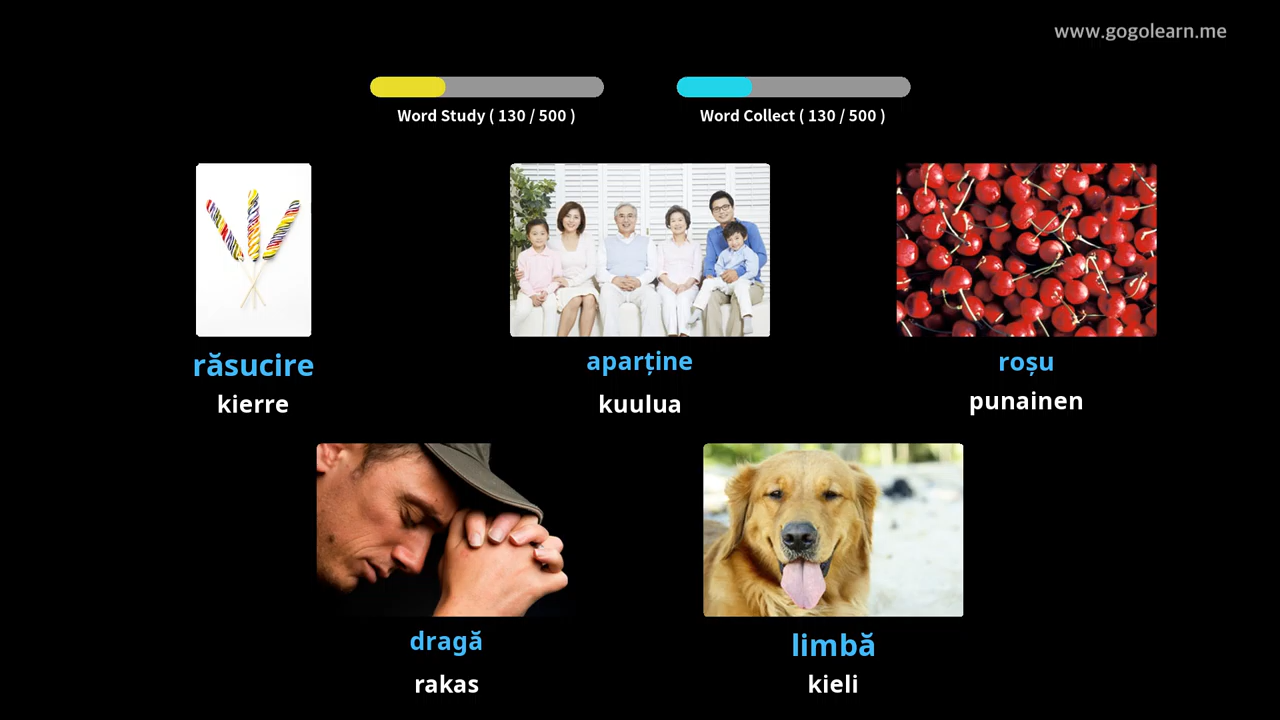 www.gogolearn.me
Word Study ( 130 / 500 )
Word Collect ( 130 / 500 )
răsucire
kierre
aparține
kuulua
roșu
punainen
dragă
rakas
limbă
kieli